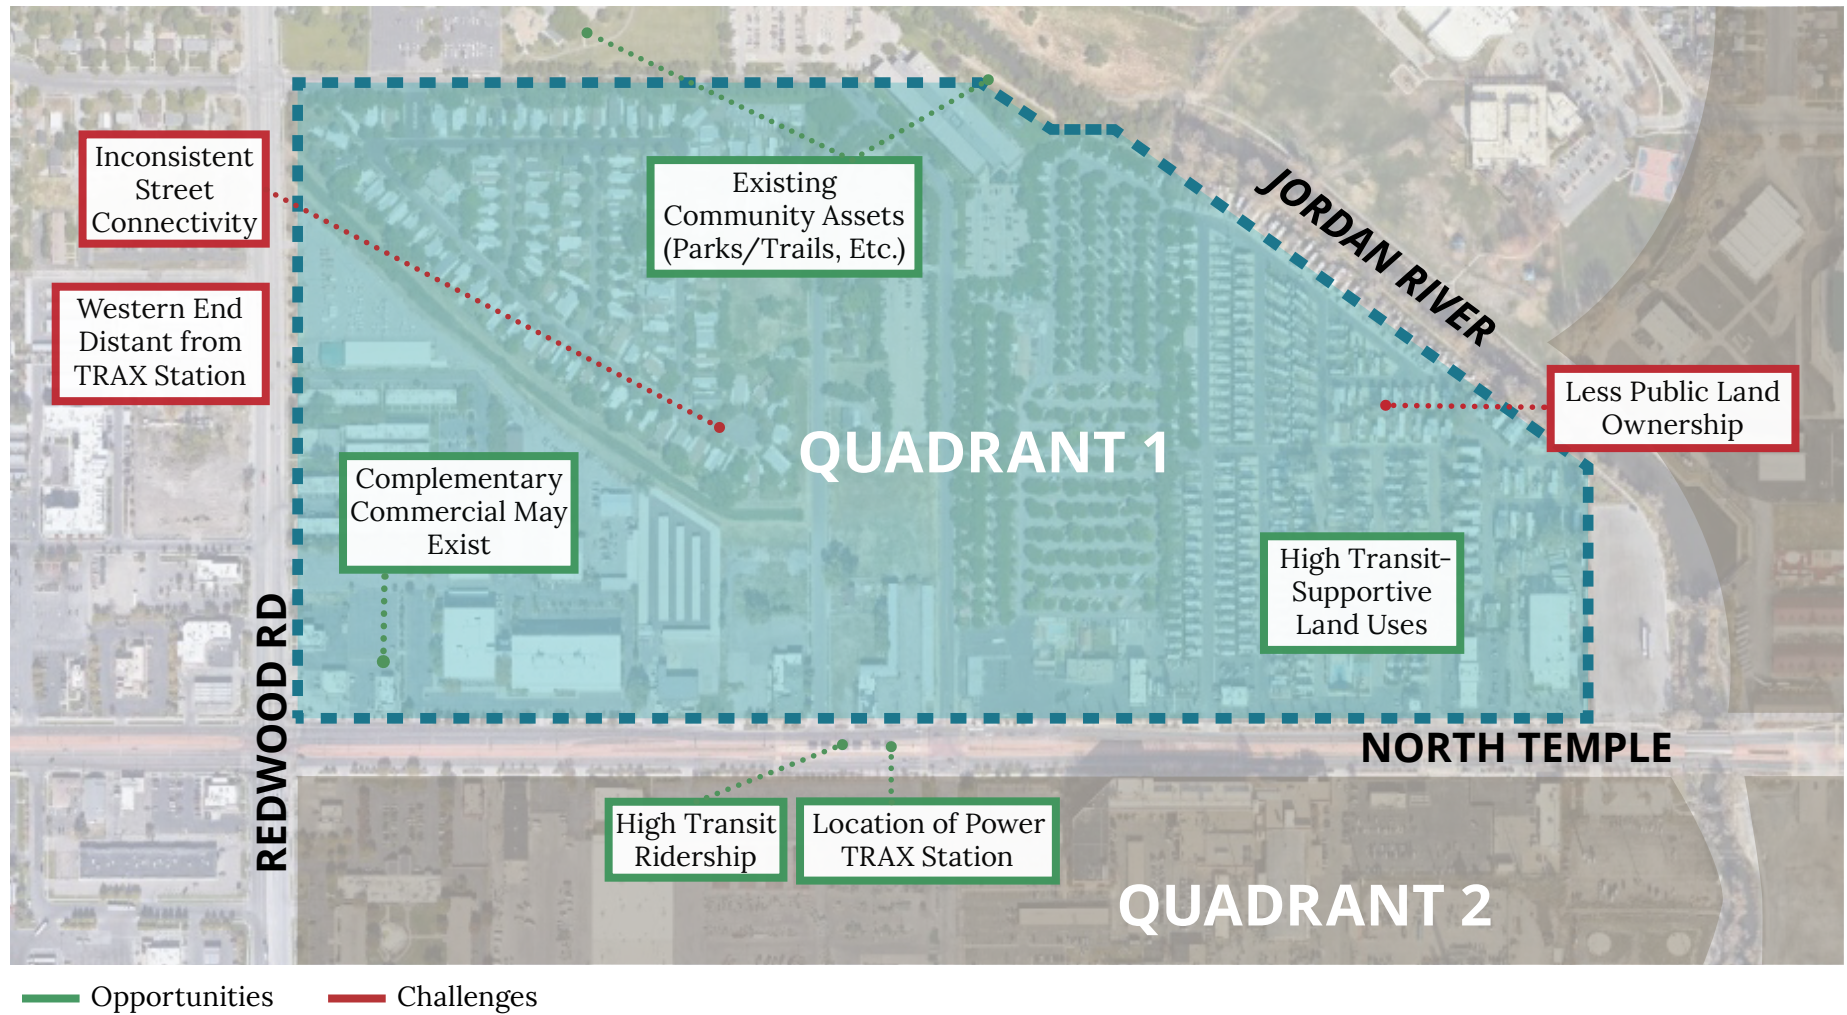 Inconsistent
Street
Connectivity
Existing
Community Assets
(Parks/Trails, Etc.)
JORDAN RIVER
Western End
Distant from
TRAX Station
Less Public Land
Ownership
QUADRANT 1
Complementary
Commercial May
Exist
High Transit-
Supportive
Land Uses
REDWOOD RD
NORTH TEMPLE
High Transit
Ridership
Location of Power
TRAX Station
QUADRANT 2
Opportunities
Challenges